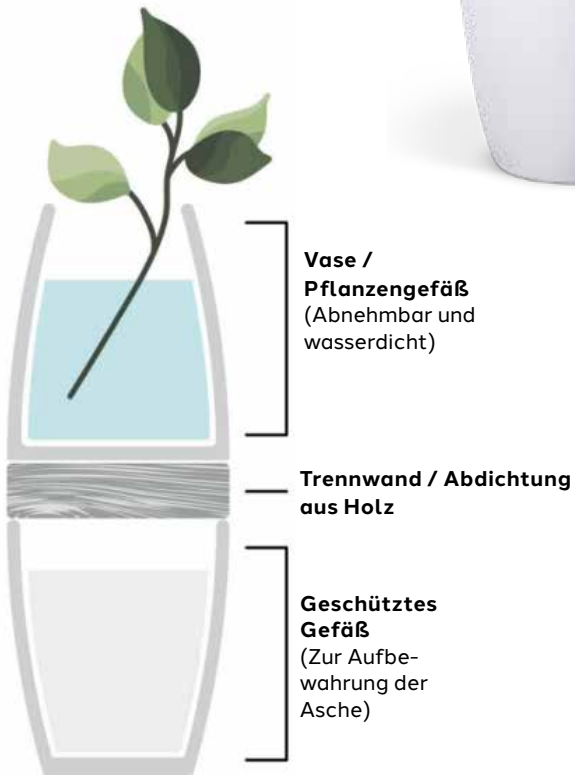 Vase /
Pflanzengefäß
(Abnehmbar und
wasserdicht)
Trennwand / Abdichtung
aus Holz
Geschütztes
Gefäß
(Zur Aufbe-
wahrung der
Asche)